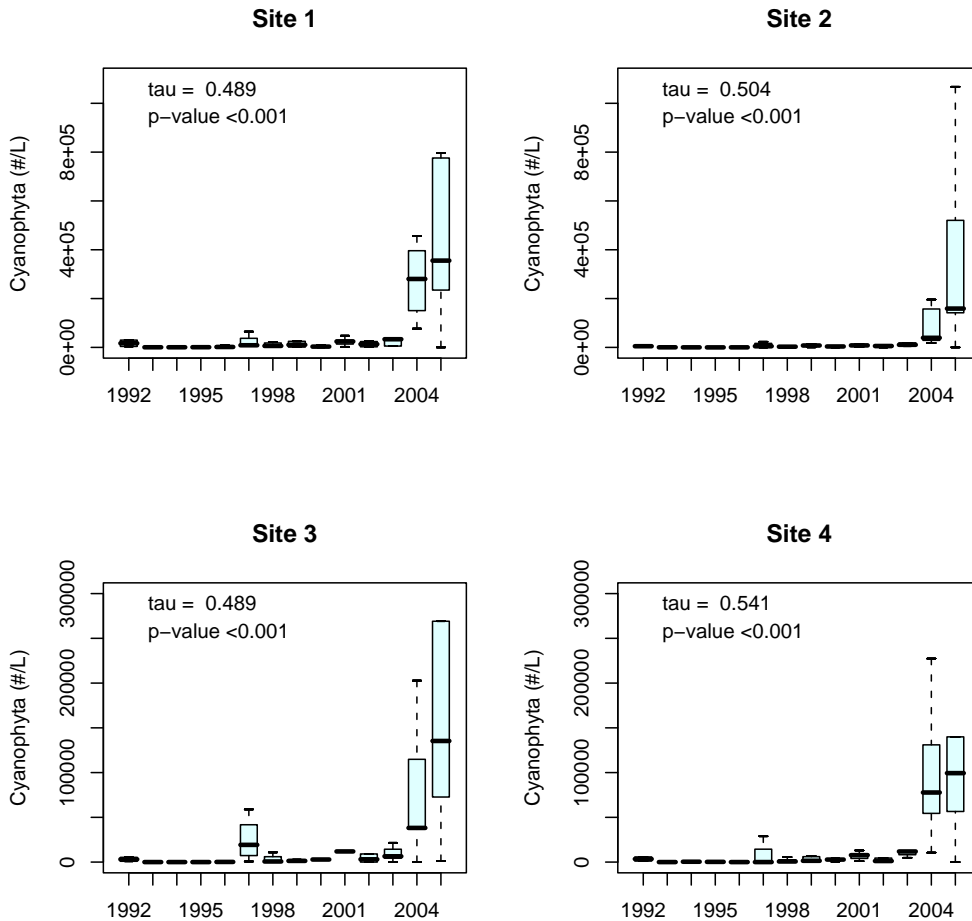 Site 1
tau = 0.489
p−value <0.001
Cyanophyta (#/L)
0e+00 4e+05 8e+05
1992 1995 1998 2001 2004
Site 2
tau = 0.504
p−value <0.001
Cyanophyta (#/L)
0e+00 4e+05 8e+05
1992 1995 1998 2001 2004
Site 3
tau = 0.489
p−value <0.001
Cyanophyta (#/L)
0 100000 200000 300000
1992 1995 1998 2001 2004
Site 4
tau = 0.541
p−value <0.001
Cyanophyta (#/L)
0 100000 200000 300000
1992 1995 1998 2001 2004